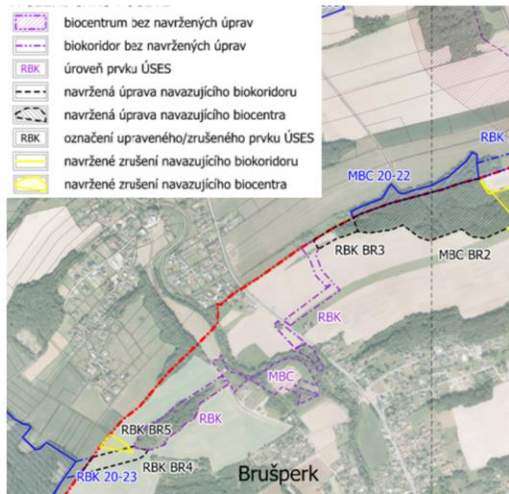 biocentrum bez navržených úprav
biokoridor bez navržených úprav
RBK úroveň prvku ÚSES
navržená úprava navazujícího biokoridoru
navržená úprava navazujícího biocentra
RBK označení upraveného/zrušeného prvku ÚSES
navržené zrušení navazujícího biokoridoru
navržené zrušení navazujícího biocentra
RBK
MBC 20-22
RBK BR3
MBC BR2
RBK
MBC
RBK BR5
RBK
RBK BR4
RBK 20-23
Brušperk